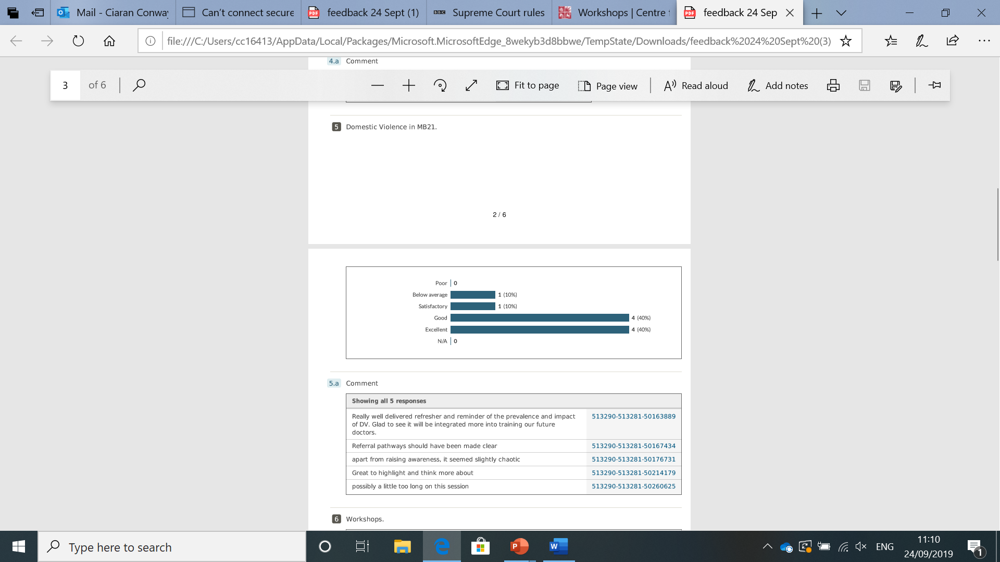 Mail - Ciaran Conway
Can't connect secure
feedback 24 Sept (1)
BBC
Supreme Court rules
Workshops | Centre
feedback 24 Sep
file:///C:/Users/cc16413/AppData/Local/Packages/Microsoft.MicrosoftEdge_8wekyb3d8bbwe/TempState/Downloads/feedback%2024%20Sept%20(3)
4.a Comment
3 of 6
Fit to page
Page view
Read aloud
Add notes
5 Domestic Violence in MB21.
2 / 6
Poor 0
Below average 1 (10%)
Satisfactory 1 (10%)
Good 4 (40%)
Excellent 4 (40%)
N/A 0
5.a Comment
Showing all 5 responses
Really well delivered refresher and reminder of the prevalence and impact 513290-513281-50163889
of DV. Glad to see it will be integrated more into training our future
doctors.
Referral pathways should have been made clear 513290-513281-50167434
apart from raising awareness, it seemed slightly chaotic 513290-513281-50176731
Great to highlight and think more about 513290-513281-50214179
possibly a little too long on this session 513290-513281-50260625
6 Workshops.
Type here to search
ENG
11:10
24/09/2019
1